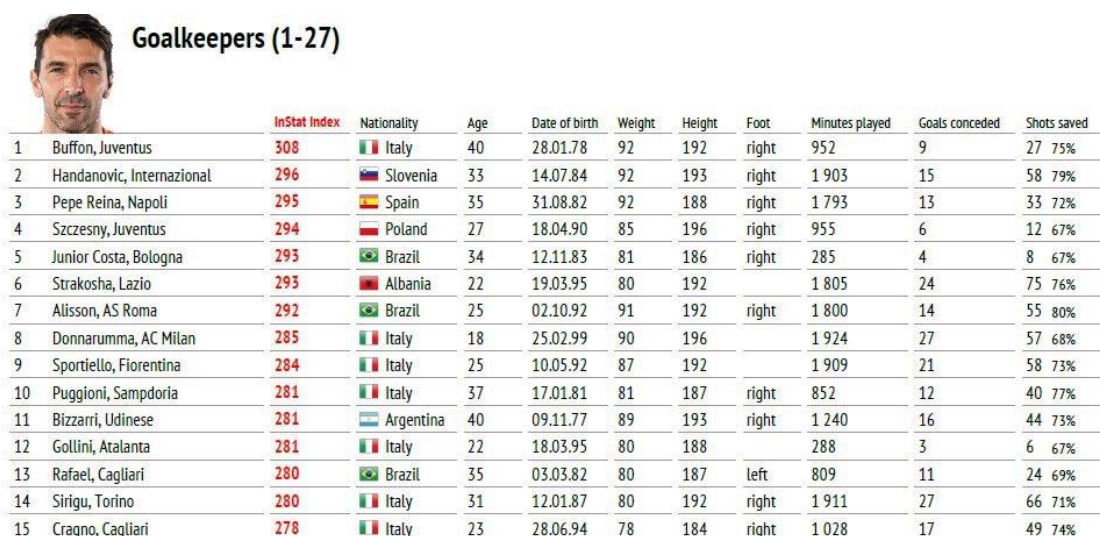 Goalkeepers (1-27)
InStat Index Nationality Age Date of birth Weight Height Foot Minutes played Goals conceded Shots saved
1 Buffon, Juventus 308 Italy 40 28.01.78 92 192 right 952 9 27 75%
2 Handanovic, Internazional 296 Slovenia 33 14.07.84 92 193 right 1 903 15 58 79%
3 Pepe Reina, Napoli 295 Spain 35 31.08.82 92 188 right 1 793 13 33 72%
4 Szczesny, Juventus 294 Poland 27 18.04.90 85 196 right 955 6 12 67%
5 Junior Costa, Bologna 293 Brazil 34 12.11.83 81 186 right 285 4 8 67%
6 Strakosha, Lazio 293 Albania 22 19.03.95 80 192 1 805 24 75 76%
7 Alisson, AS Roma 292 Brazil 25 02.10.92 91 192 right 1 800 14 55 80%
8 Donnarumma, AC Milan 285 Italy 18 25.02.99 90 196 1 924 27 57 68%
9 Sportiello, Fiorentina 284 Italy 25 10.05.92 87 192 1 909 21 58 73%
10 Puggioni, Sampdoria 281 Italy 37 17.01.81 81 187 right 852 12 40 77%
11 Bizzarri, Udinese 281 Argentina 40 09.11.77 89 193 right 1 240 16 44 73%
12 Gollini, Atalanta 281 Italy 22 18.03.95 80 188 288 3 6 67%
13 Rafael, Cagliari 280 Brazil 35 03.03.82 80 187 left 809 11 24 69%
14 Sirigu, Torino 280 Italy 31 12.01.87 80 192 right 1 911 27 66 71%
15 Cragno, Cagliari 278 Italy 23 28.06.94 78 184 right 1 028 17 49 74%